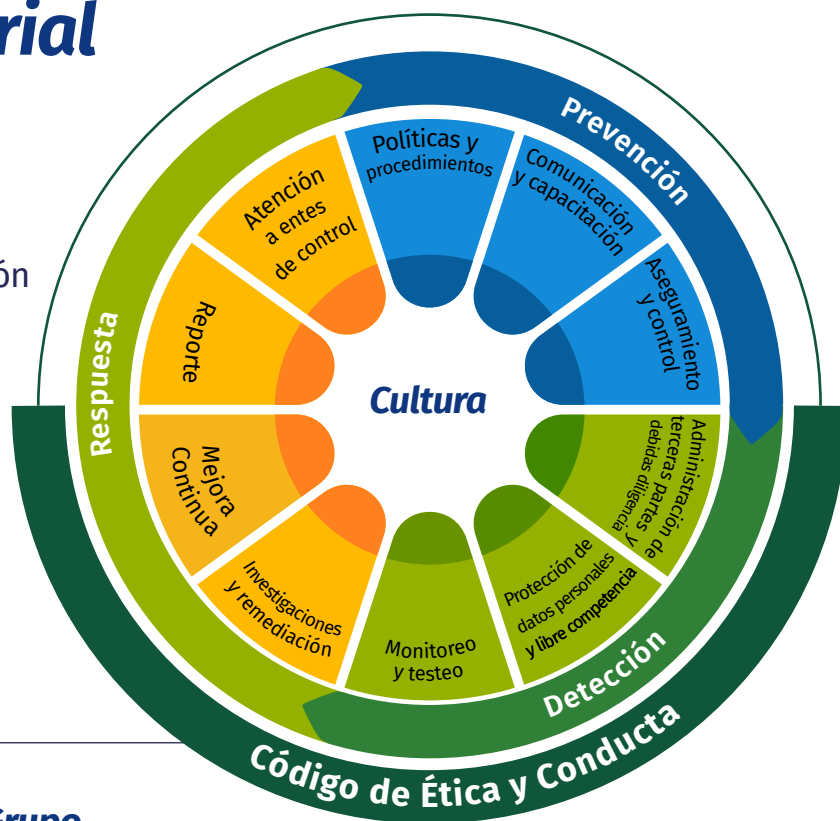 rial
ón
Prevención
Políticas y
procedimientos
Comunicación
y capacitación
Aseguramiento
y control
Administración de
terceras partes y
debidas diligencia
Protección de
datos personales
y libre competencia
Monitoreo
y testeo
Investigaciones
y remediación
Mejora
Continua
Reporte
Atención
a entes
de control
Cultura
Respuesta
Detección
Código de Ética y Conducta
Grupo